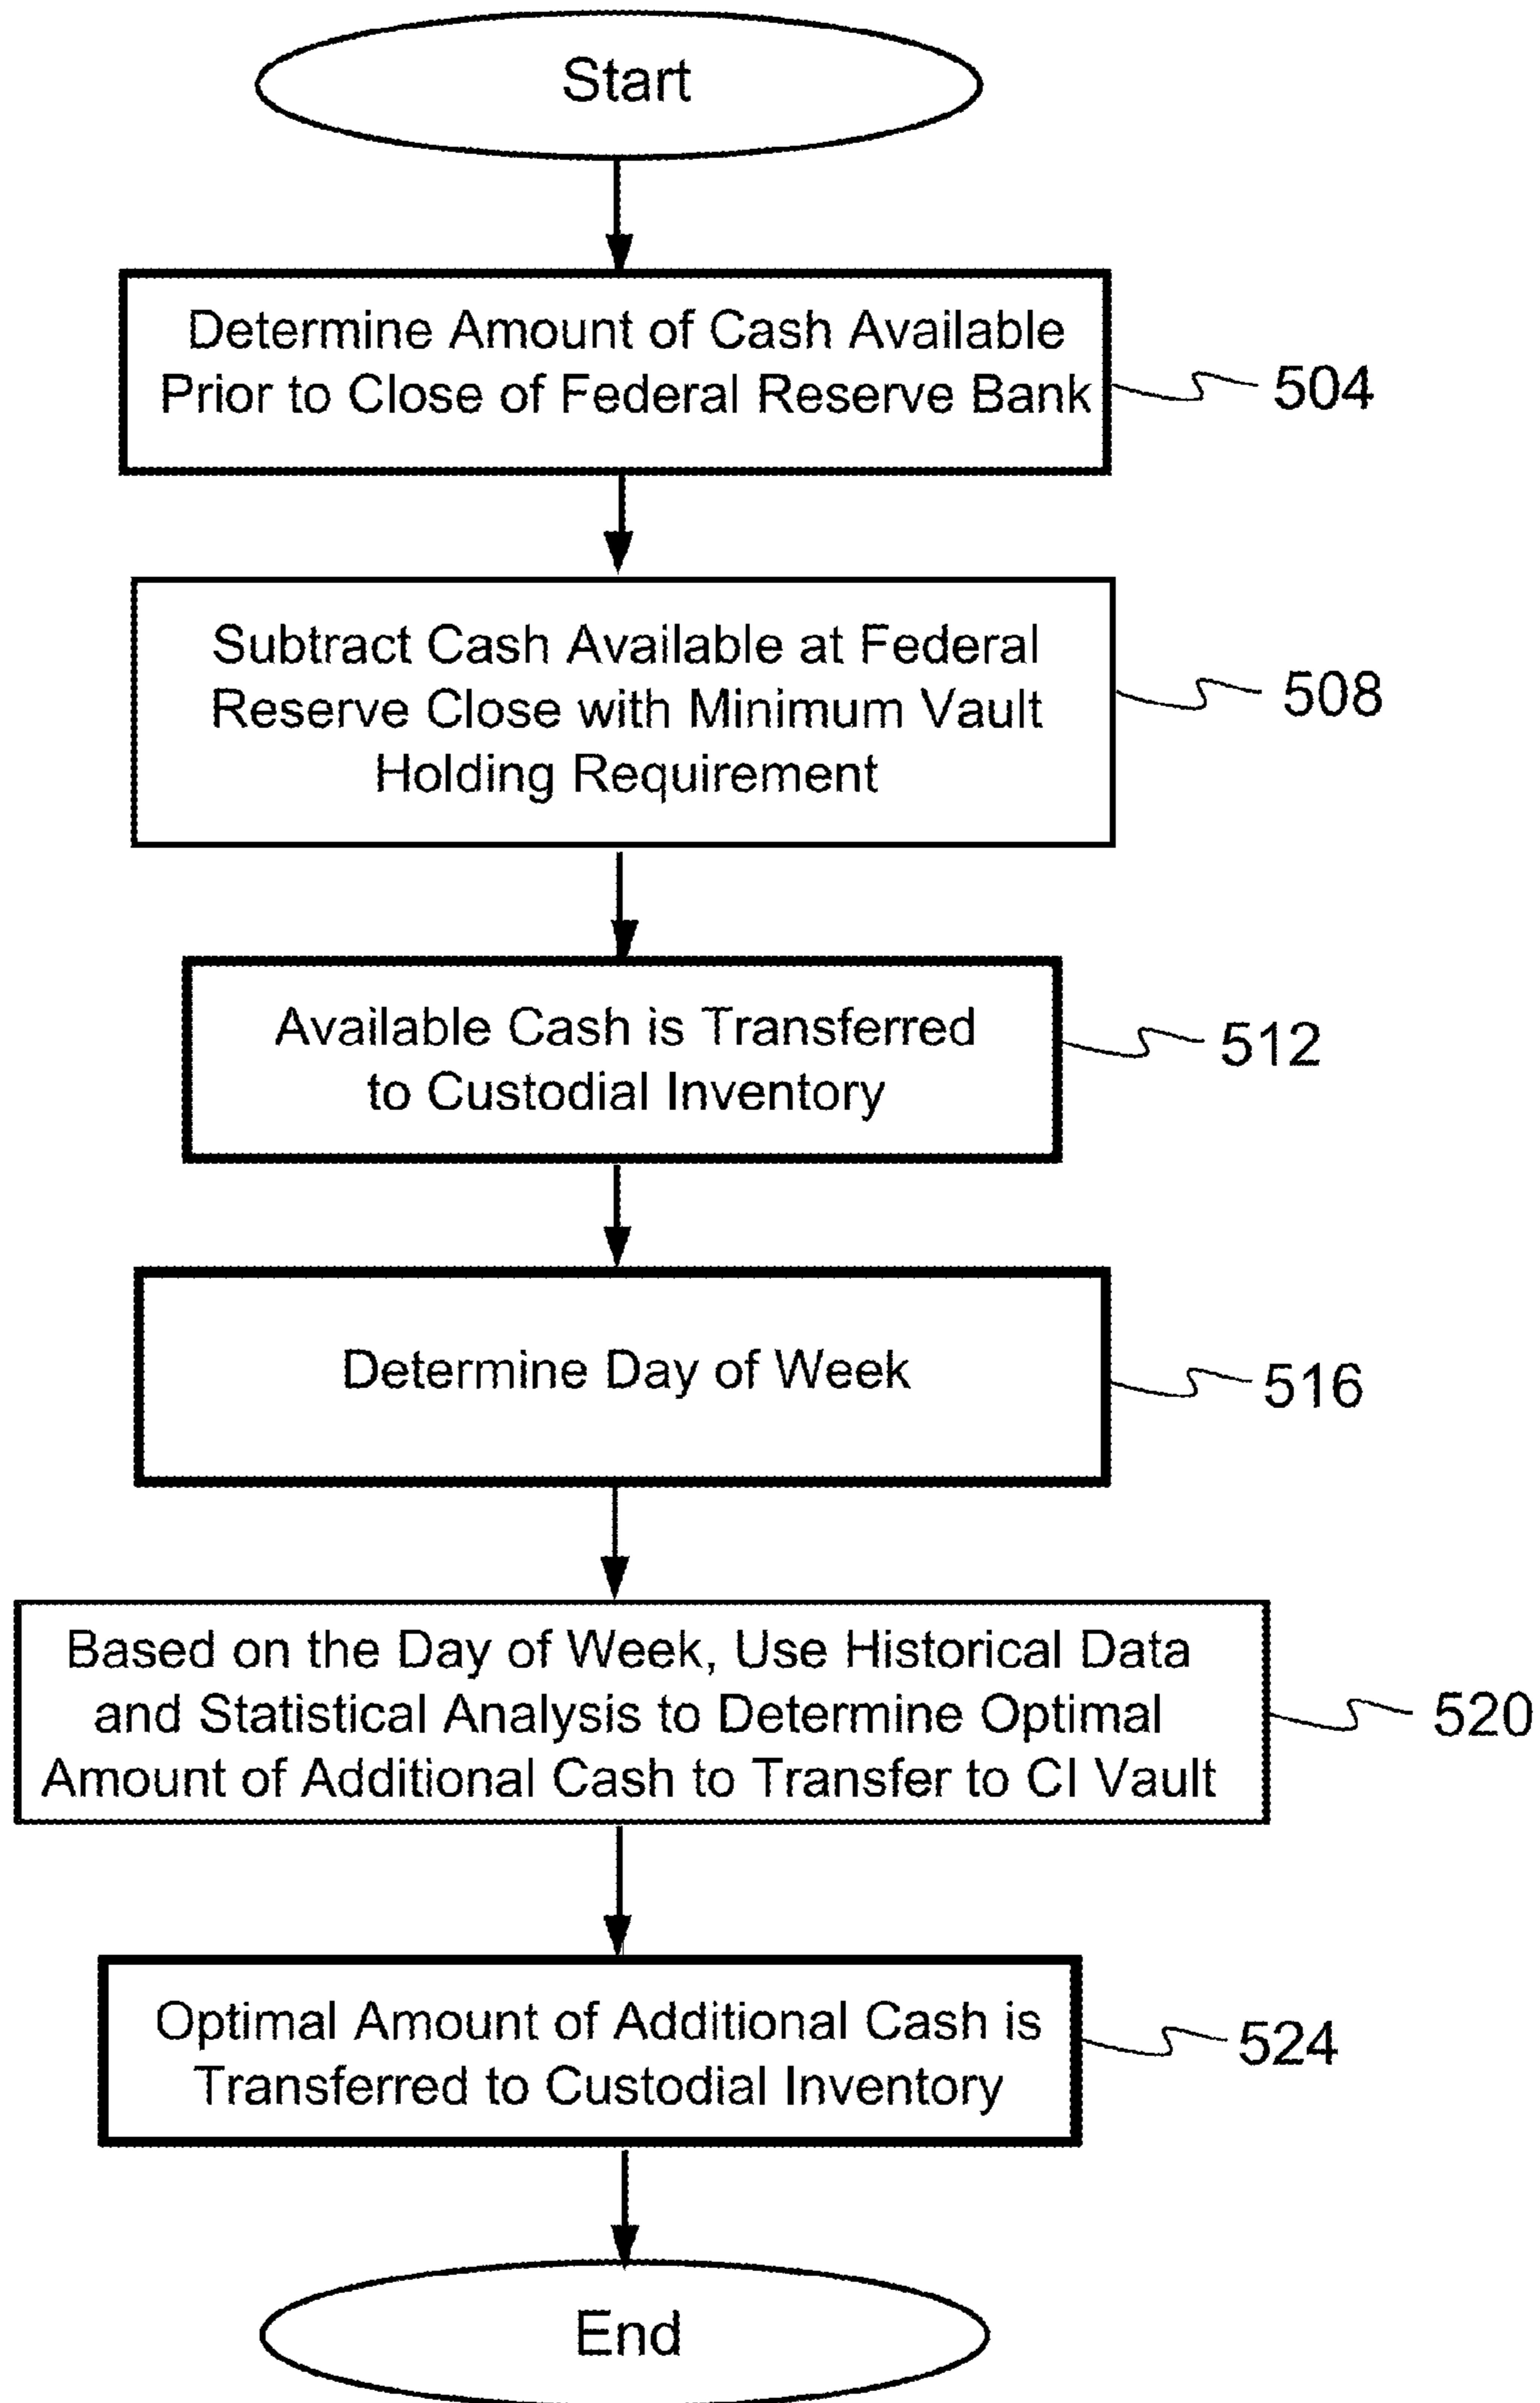 Start
Determine Amount of Cash Available
Prior to Close of Federal Reserve Bank
504
Subtract Cash Available at Federal
Reserve Close with Minimum Vault
Holding Requirement
508
Available Cash is Transferred
to Custodial Inventory
512
Determine Day of Week
516
Based on the Day of Week, Use Historical Data
and Statistical Analysis to Determine Optimal
Amount of Additional Cash to Transfer to CI Vault
520
Optimal Amount of Additional Cash is
Transferred to Custodial Inventory
524
End